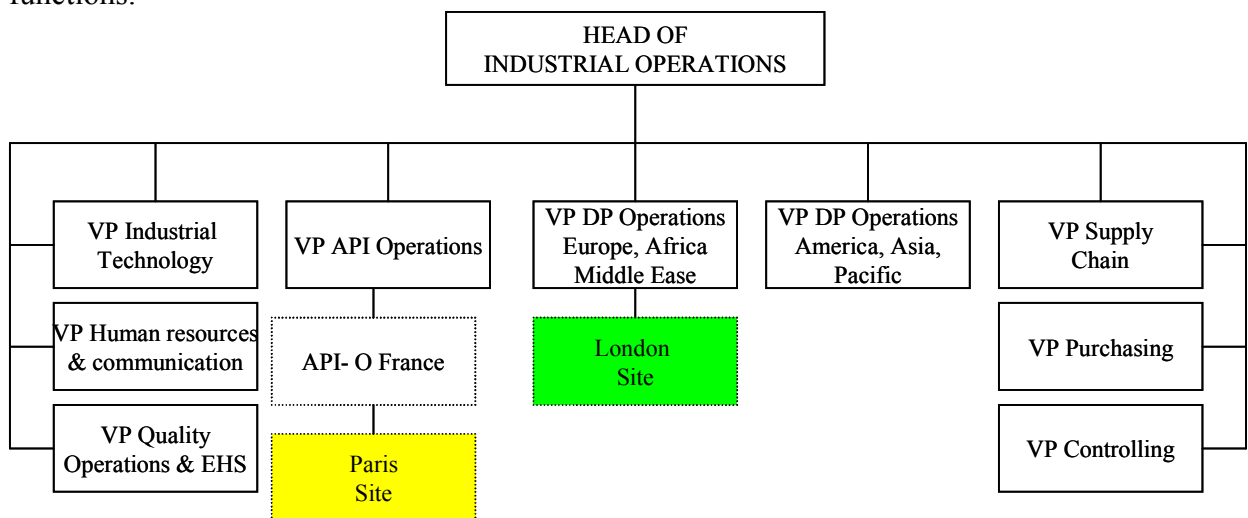 functions.
HEAD OF
INDUSTRIAL OPERATIONS
VP Industrial
Technology
VP API Operations
VP DP Operations
Europe, Africa
Middle Ease
VP DP Operations
America, Asia,
Pacific
VP Supply
Chain
VP Human resources
& communication
API- O France
London
Site
VP Purchasing
VP Quality
Operations & EHS
Paris
Site
VP Controlling